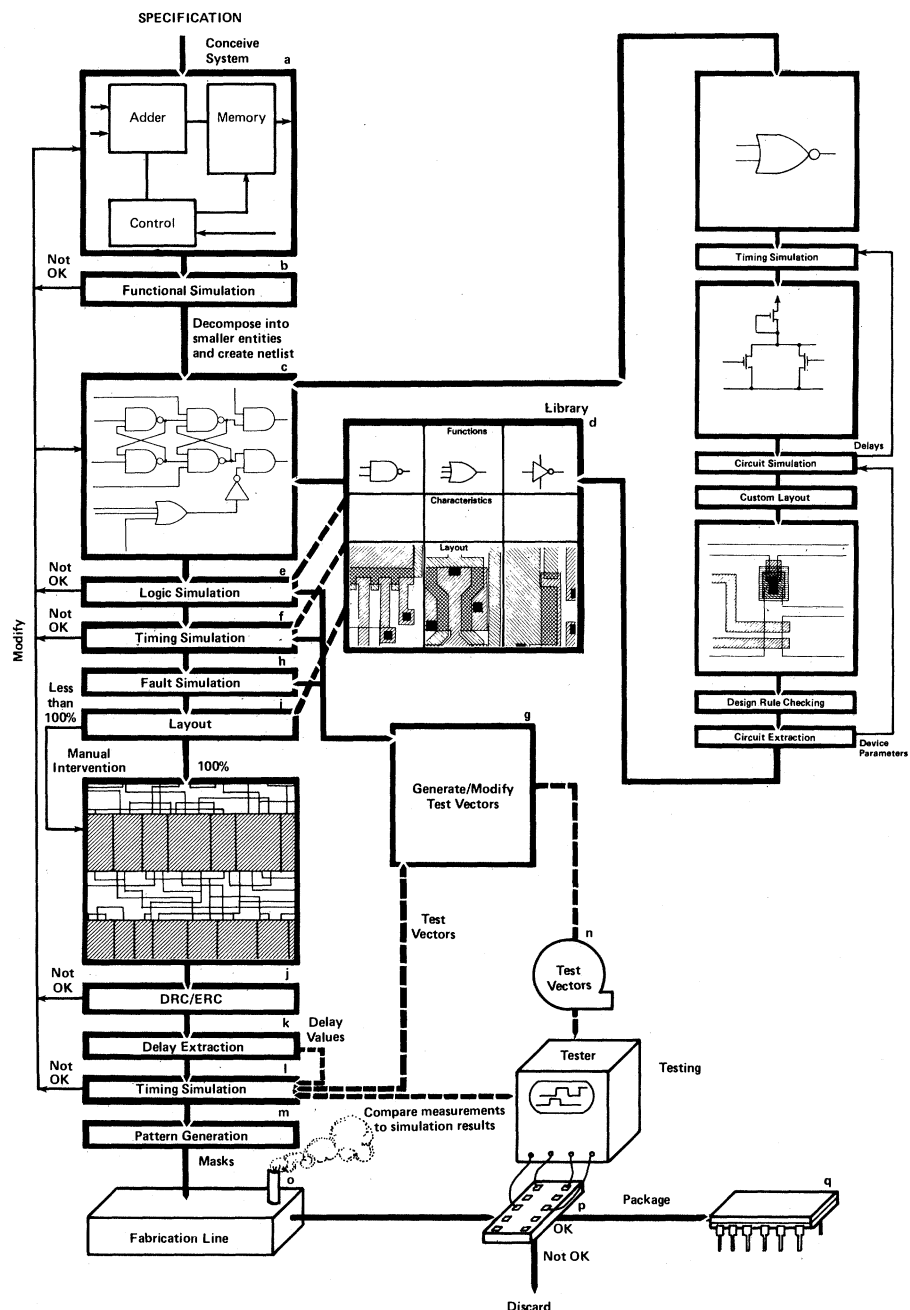 SPECIFICATION
Conceive
System
a
Adder
Memory
Control
Not
OK
b
Functional Simulation
Decompose into
smaller entities
and create netlist
c
Modify
Not
OK
e
Logic Simulation
Not
OK
f
Timing Simulation
h
Fault Simulation
Less
than
100%
i
Layout
Manual
Intervention
100%
Not
OK
j
DRC/ERC
k
Delay Extraction
Delay
Values
Not
OK
l
Timing Simulation
m
Pattern Generation
Masks
o
Fabrication Line
Library
d
Functions
Characteristics
Layout
g
Generate/Modify
Test Vectors
Test
Vectors
n
Test
Vectors
Tester
Testing
Compare measurements
to simulation results
p
OK
Not OK
Discard
Package
q
Timing Simulation
Delays
Circuit Simulation
Custom Layout
Design Rule Checking
Circuit Extraction
Device
Parameters